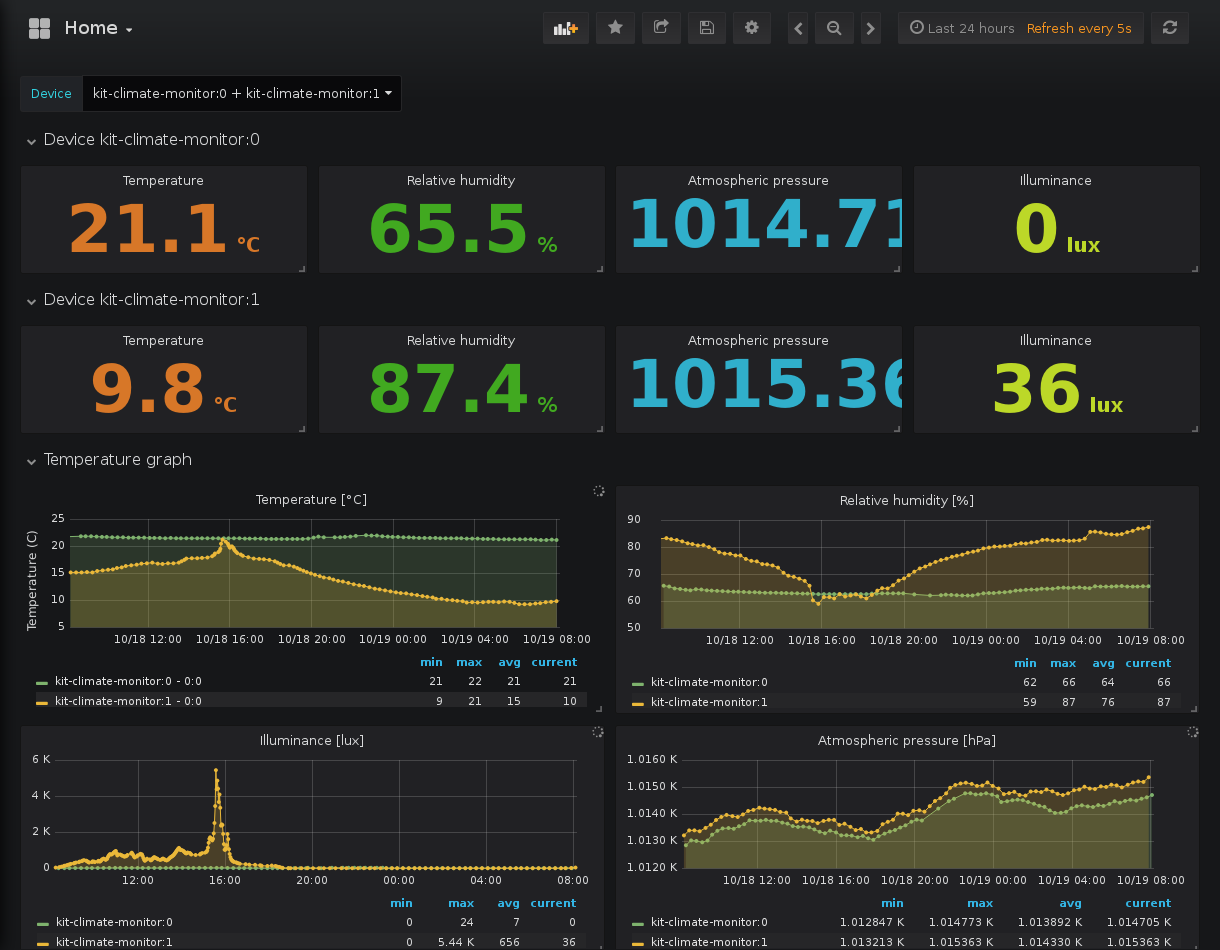 Home
Last 24 hours Refresh every 5s
Device kit-climate-monitor:0 + kit-climate-monitor:1
Device kit-climate-monitor:0
Temperature Relative humidity Atmospheric pressure Illuminance
21.1 °C 65.5 % 1014.71 0 lux
Device kit-climate-monitor:1
Temperature Relative humidity Atmospheric pressure Illuminance
9.8 °C 87.4 % 1015.36 36 lux
Temperature graph
Temperature [°C]
Temperature (C)
25
20
15
10
5
10/18 12:00 10/18 16:00 10/18 20:00 10/19 00:00 10/19 04:00 10/19 08:00
min max avg current
kit-climate-monitor:0 - 0:0 21 22 21 21
kit-climate-monitor:1 - 0:0 9 21 15 10
Relative humidity [%]
90
80
70
60
50
10/18 12:00 10/18 16:00 10/18 20:00 10/19 00:00 10/19 04:00 10/19 08:00
min max avg current
kit-climate-monitor:0 62 66 64 66
kit-climate-monitor:1 59 87 76 87
Illuminance [lux]
6 K
4 K
2 K
0
12:00 16:00 20:00 00:00 04:00 08:00
min max avg current
kit-climate-monitor:0 0 24 7 0
kit-climate-monitor:1 0 5.44 K 656 36
Atmospheric pressure [hPa]
1.0160 K
1.0150 K
1.0140 K
1.0130 K
1.0120 K
10/18 12:00 10/18 16:00 10/18 20:00 10/19 00:00 10/19 04:00 10/19 08:00
min max avg current
kit-climate-monitor:0 1.012847 K 1.014773 K 1.013892 K 1.014705 K
kit-climate-monitor:1 1.013213 K 1.015363 K 1.014330 K 1.015363 K